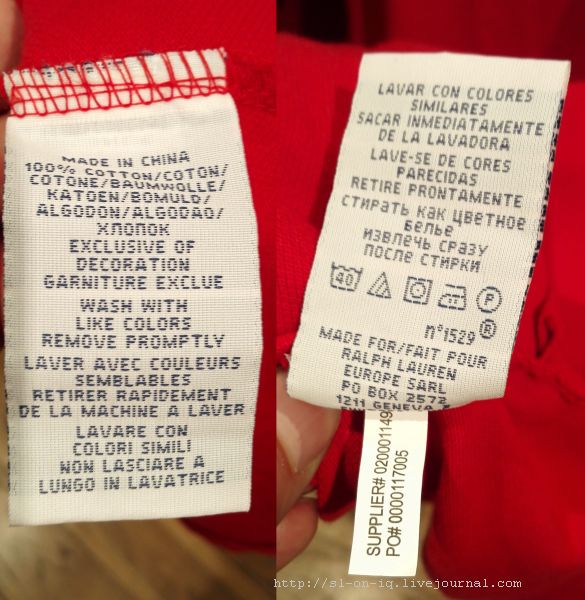 MADE IN CHINA
100% COTTON/COTON/
COTONE/BAUMWOLLE/
KATOEN/BOMULD/
ALGODON/ALGODAO/
ХЛОПОК
EXCLUSIVE OF
DECORATION
GARNITURE EXCLUE
WASH WITH
LIKE COLORS
REMOVE PROMPTLY
LAVER AVEC COULEURS
SEMBLABLES
RETIRER RAPIDEMENT
DE LA MACHINE A LAVER
LAVARE CON
COLORI SIMILI
NON LASCIARE A
LUNGO IN LAVATRICE
LAVAR CON COLORES
SIMILARES
SACAR INMEDIATAMENTE
DE LA LAVADORA
LAVE-SE DE CORES
PARECIDAS
RETIRE PRONTAMENTE
СТИРАТЬ КАК ЦВЕТНОЕ
БЕЛЬЕ
ИЗВЛЕЧЬ СРАЗУ
ПОСЛЕ СТИРКИ
40 P
n°1529 ®
MADE FOR/FAIT POUR
RALPH LAUREN
EUROPE SARL
PO BOX 2572
1211 GENEVA
SUPPLIER# 020001149
PO# 0000117005
http://sl-on-iq.livejournal.com